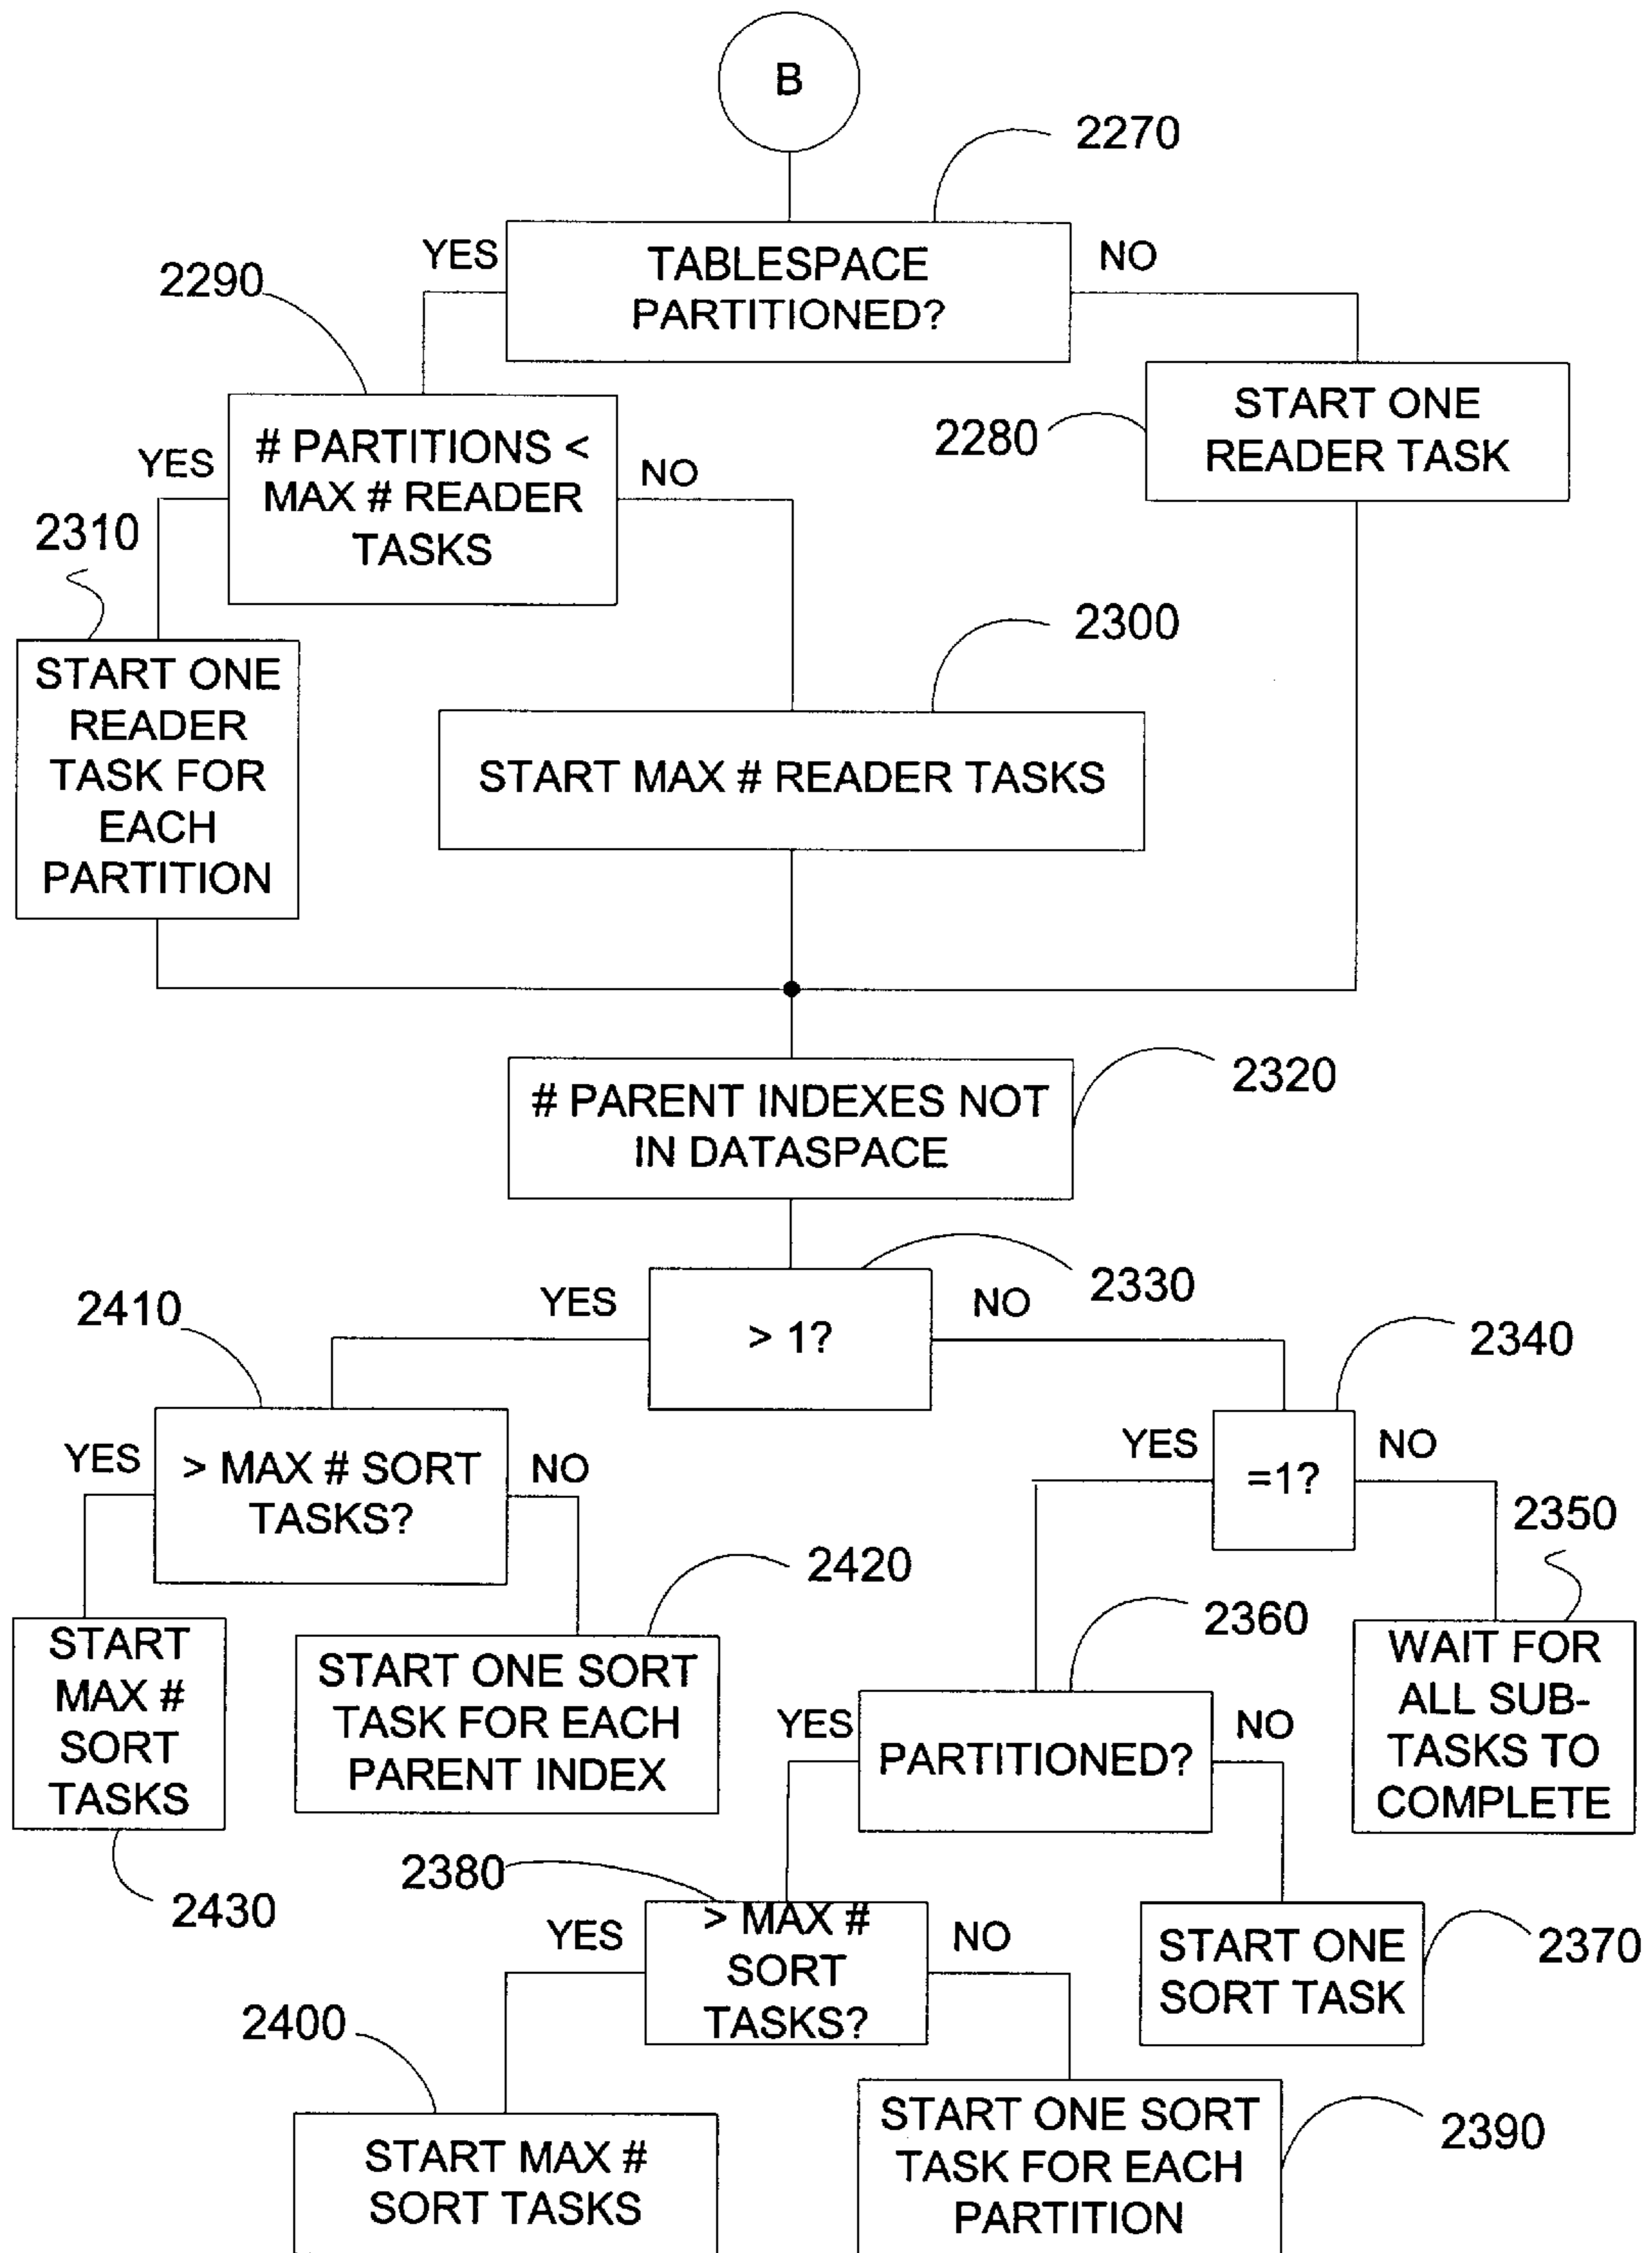 B
2270
YES
TABLESPACE
PARTITIONED?
NO
2290
# PARTITIONS <
MAX # READER
TASKS
START ONE
READER TASK
2280
YES
NO
2310
START ONE
READER
TASK FOR
EACH
PARTITION
2300
START MAX # READER TASKS
2320
# PARENT INDEXES NOT
IN DATASPACE
2330
YES
> 1?
NO
2410
2340
YES
> MAX # SORT
TASKS?
NO
YES
=1?
NO
2350
2420
2360
START
MAX #
SORT
TASKS
START ONE SORT
TASK FOR EACH
PARENT INDEX
YES
PARTITIONED?
NO
WAIT FOR
ALL SUB-
TASKS TO
COMPLETE
2430
2380
YES
> MAX #
SORT
TASKS?
NO
START ONE
SORT TASK
2370
2400
START MAX #
SORT TASKS
START ONE SORT
TASK FOR EACH
PARTITION
2390